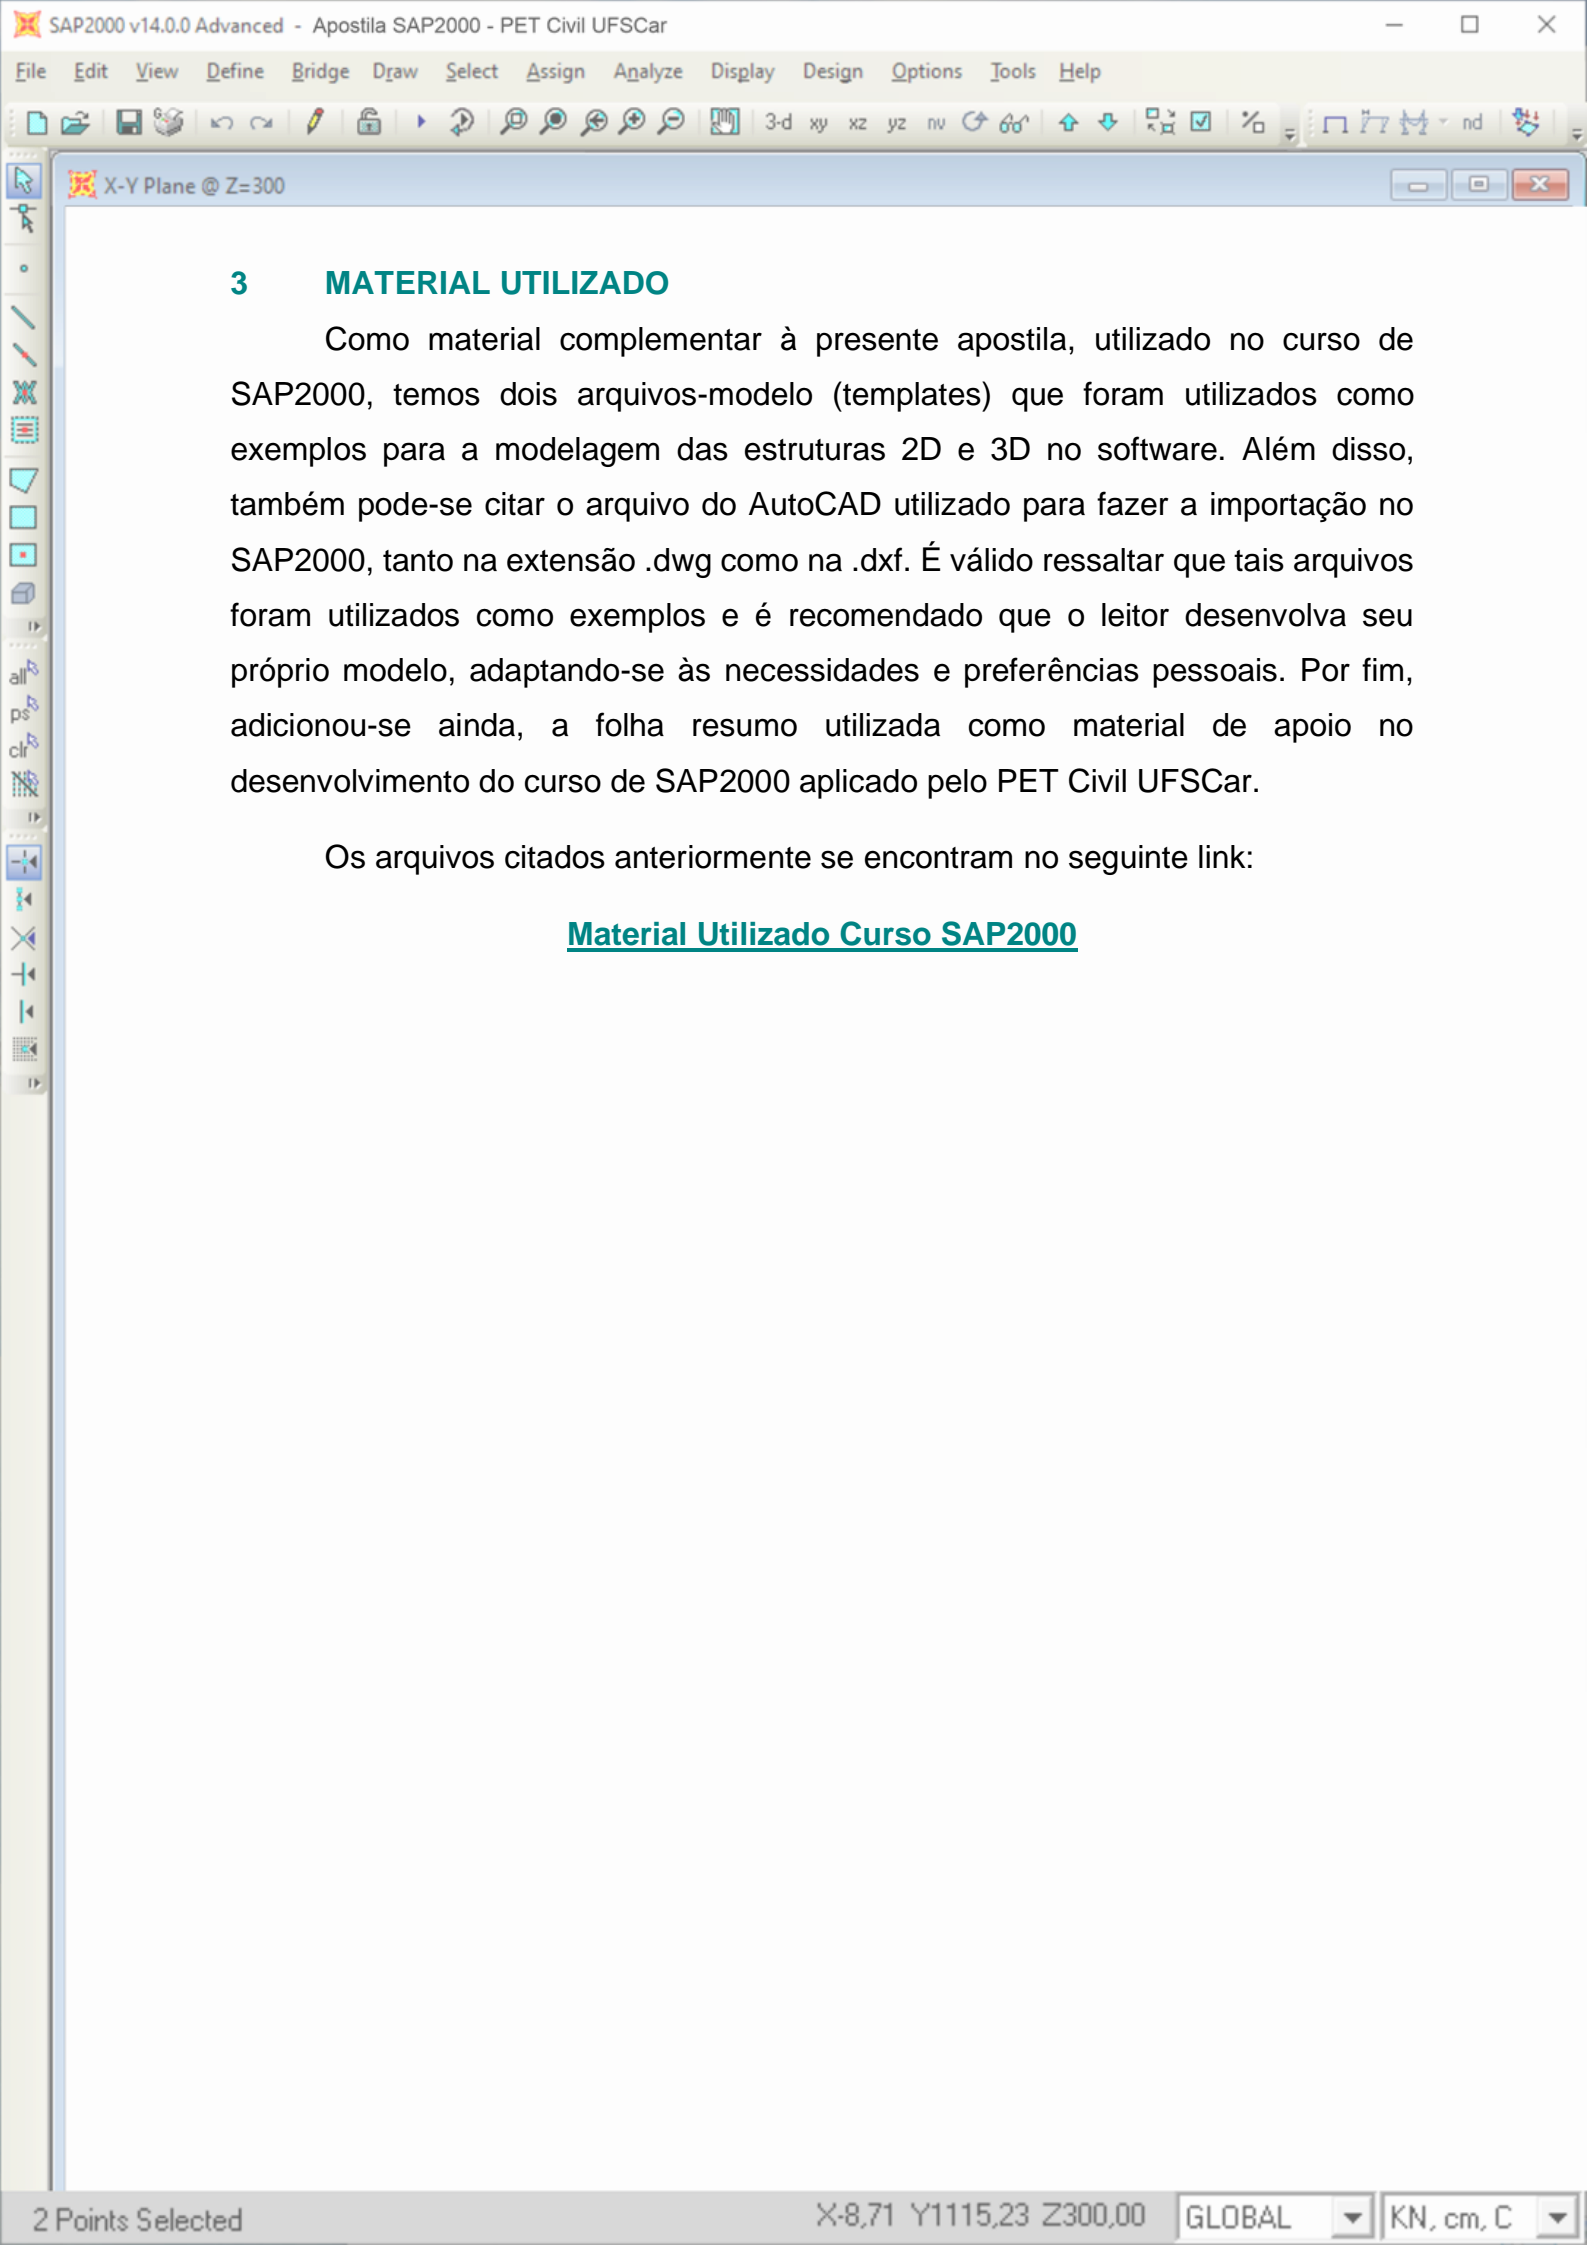 SAP2000 v14.0.0 Advanced - Apostila SAP2000 - PET Civil UFSCar
File Edit View Define Bridge Draw Select Assign Analyze Display Design Options Tools Help
3-d xy xz yz nv nd
X-Y Plane @ Z=300
3 MATERIAL UTILIZADO
Como material complementar à presente apostila, utilizado no curso de
SAP2000, temos dois arquivos-modelo (templates) que foram utilizados como
exemplos para a modelagem das estruturas 2D e 3D no software. Além disso,
também pode-se citar o arquivo do AutoCAD utilizado para fazer a importação no
SAP2000, tanto na extensão .dwg como na .dxf. É válido ressaltar que tais arquivos
foram utilizados como exemplos e é recomendado que o leitor desenvolva seu
próprio modelo, adaptando-se às necessidades e preferências pessoais. Por fim,
adicionou-se ainda, a folha resumo utilizada como material de apoio no
desenvolvimento do curso de SAP2000 aplicado pelo PET Civil UFSCar.
Os arquivos citados anteriormente se encontram no seguinte link:
Material Utilizado Curso SAP2000
all
ps
clr
2 Points Selected X-8,71 Y1115,23 Z300,00 GLOBAL KN, cm, C